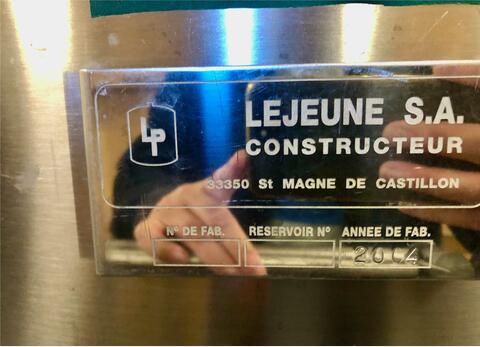 LP
LEJEUNE S.A.
CONSTRUCTEUR
33350 St MAGNE DE CASTILLON
N° DE FAB. RESERVOIR N° ANNEE DE FAB.
2004